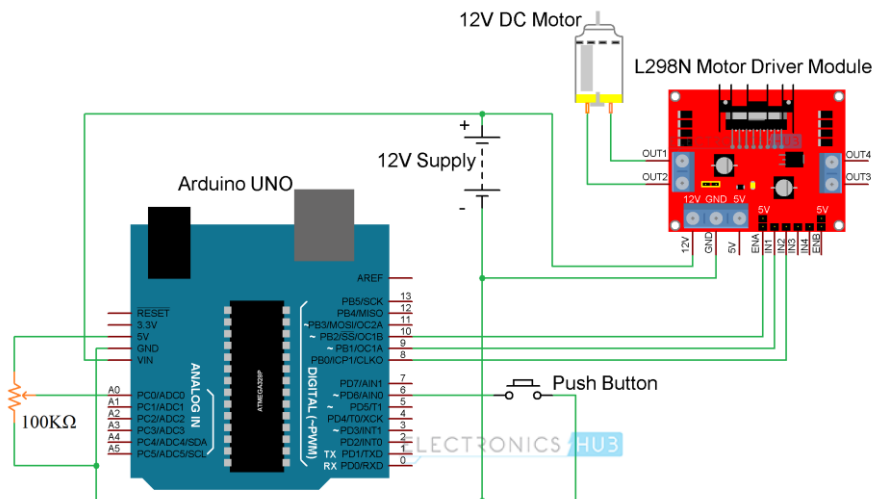 12V DC Motor
L298N Motor Driver Module
HUB
OUT1
OUT4
OUT2
OUT3
12V GND 5V
5V
5V
12V
GND
5V
ENA
IN1
IN2
IN3
IN4
ENB
+
12V Supply
-
Arduino UNO
AREF
PB5/SCK 13
PB4/MISO 12
~PB3/MOSI/OC2A 11
~ PB2/SS/OC1B 10
~ PB1/OC1A 9
PB0/ICP1/CLKO 8
RESET
3.3V
5V
GND
VIN
PD7/AIN1 7
~ PD6/AIN0 6
~ PD5/T1 5
PD4/T0/XCK 4
~ PD3/INT1 3
PD2/INT0 2
TX PD1/TXD 1
RX PD0/RXD 0
A0 PC0/ADC0
A1 PC1/ADC1
A2 PC2/ADC2
A3 PC3/ADC3
A4 PC4/ADC4/SDA
A5 PC5/ADC5/SCL
ANALOG IN
ATMEGA328P
DIGITAL (~PWM)
100KΩ
Push Button
ELECTRONICS HUB